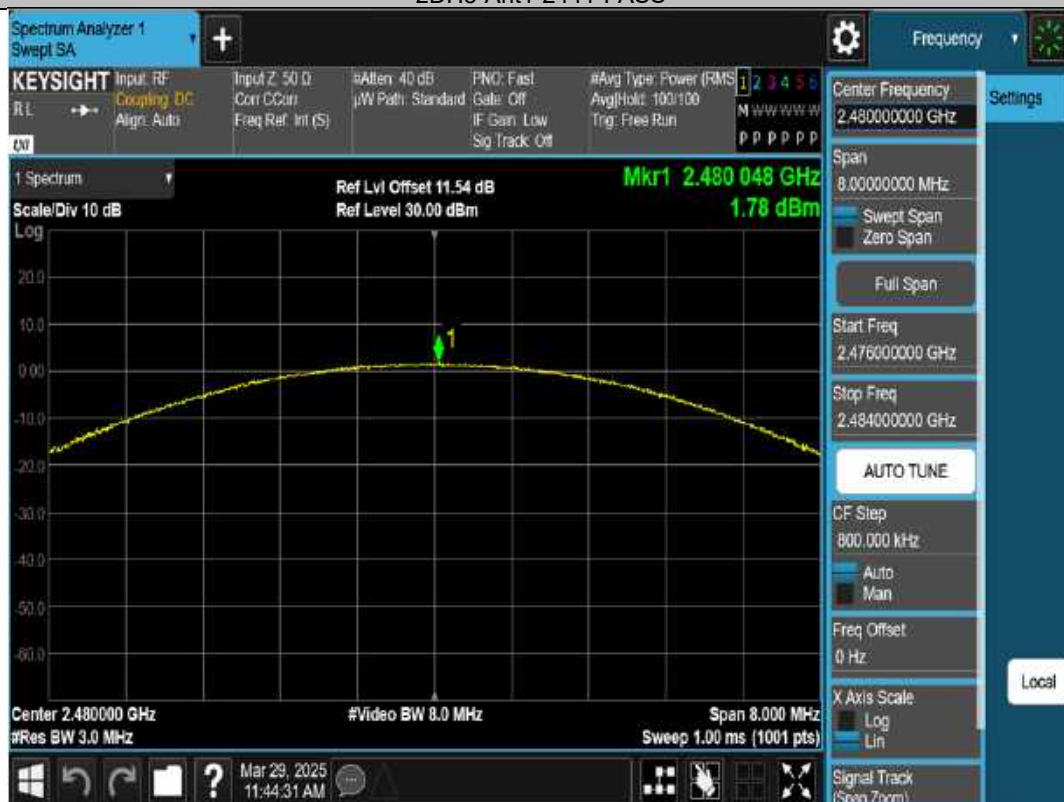 Spectrum Analyzer 1
Swept SA
+
Frequency
KEYSIGHT
RL
Input: RF
Coupling: DC
Align: Auto
Input Z: 50 Ω
Corr CCorr
Freq Ref: Int (S)
#Atten: 40 dB
µW Path: Standard
PNO: Fast
Gate: Off
IF Gain: Low
Sig Track: Off
#Avg Type: Power (RMS
Avg|Hold: 100/100
Trig: Free Run
1 2 3 4 5 6
M W W W W W
P P P P P P
1 Spectrum
Scale/Div 10 dB
Log
Ref Lvl Offset 11.54 dB
Ref Level 30.00 dBm
Mkr1 2.480 048 GHz
1.78 dBm
20.0
10.0
0.00
-10.0
-20.0
-30.0
-40.0
-50.0
-60.0
1
Center 2.480000 GHz
#Res BW 3.0 MHz
#Video BW 8.0 MHz
Span 8.000 MHz
Sweep 1.00 ms (1001 pts)
Center Frequency
2.480000000 GHz
Settings
Span
8.00000000 MHz
Swept Span
Zero Span
Full Span
Start Freq
2.476000000 GHz
Stop Freq
2.484000000 GHz
AUTO TUNE
CF Step
800.000 kHz
Auto
Man
Freq Offset
0 Hz
X Axis Scale
Log
Lin
Local
Signal Track
(Span Zoom)
?
Mar 29, 2025
11:44:31 AM